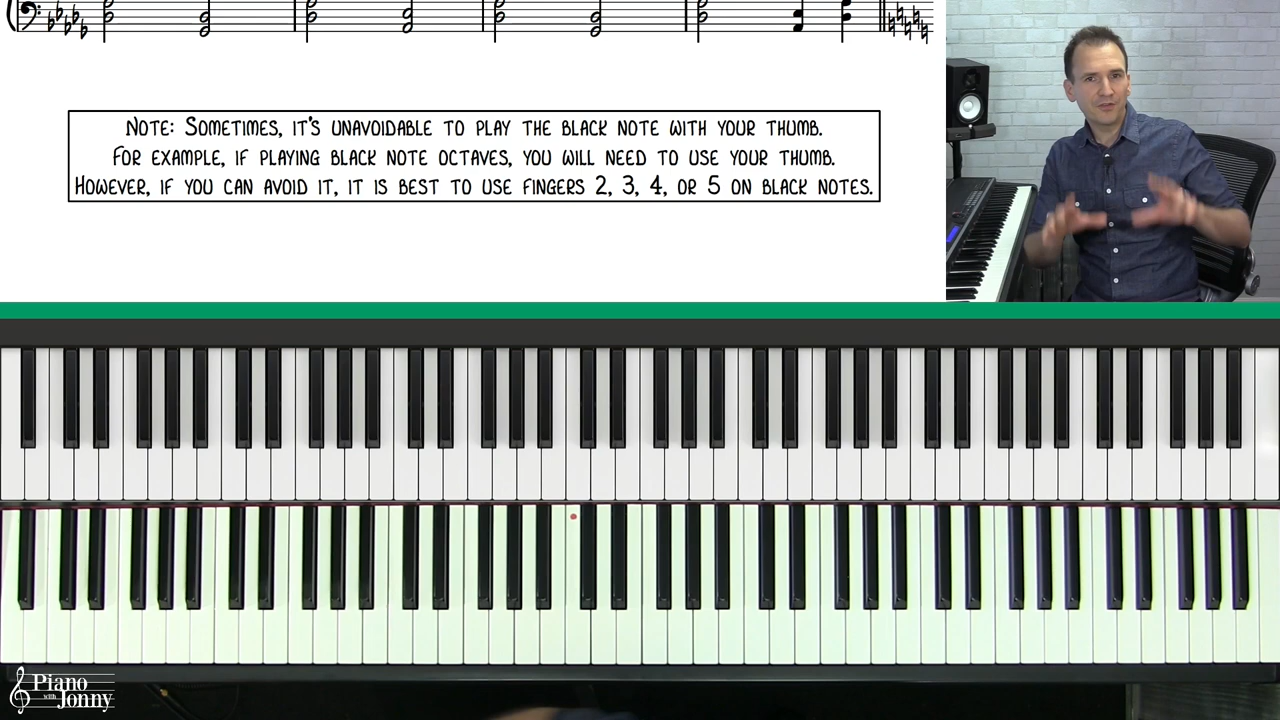 NOTE: SOMETIMES, IT'S UNAVOIDABLE TO PLAY THE BLACK NOTE WITH YOUR THUMB.
FOR EXAMPLE, IF PLAYING BLACK NOTE OCTAVES, YOU WILL NEED TO USE YOUR THUMB.
HOWEVER, IF YOU CAN AVOID IT, IT IS BEST TO USE FINGERS 2, 3, 4, OR 5 ON BLACK NOTES.
Piano
with Jonny